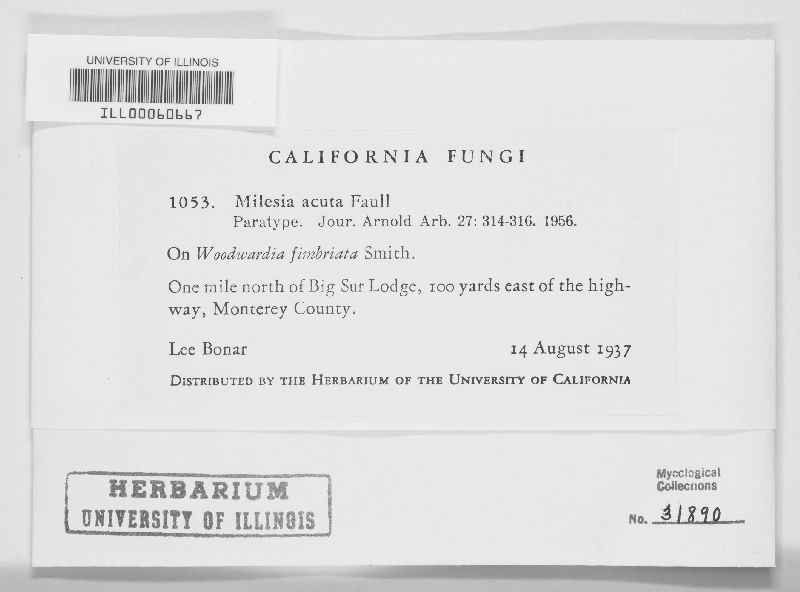 UNIVERSITY OF ILLINOIS
ILL00060667
CALIFORNIA FUNGI
1053. Milesia acuta Faull
Paratype. Jour. Arnold Arb. 27: 314-316. 1956.
On Woodwardia fimbriata Smith.
One mile north of Big Sur Lodge, 100 yards east of the high-
way, Monterey County.
Lee Bonar 14 August 1937
DISTRIBUTED BY THE HERBARIUM OF THE UNIVERSITY OF CALIFORNIA
HERBARIUM
UNIVERSITY OF ILLINOIS
Mycological
Collections
No. 31890